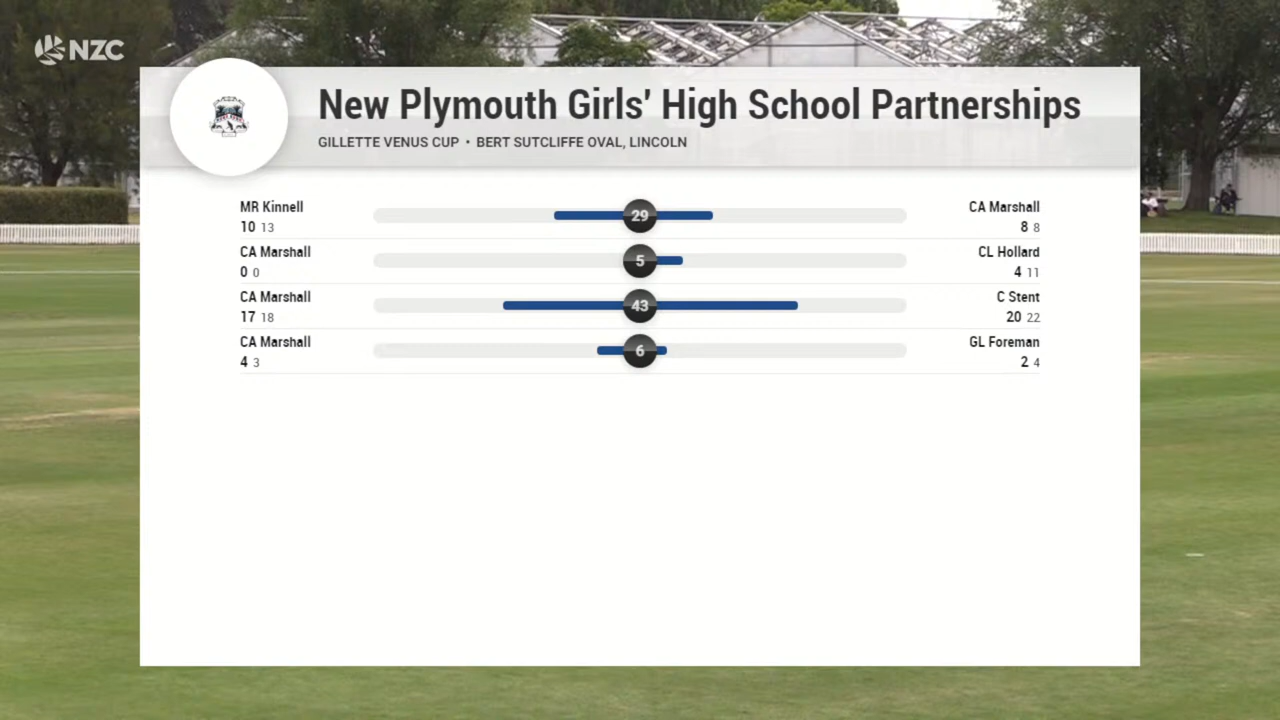 NZC
New Plymouth Girls' High School Partnerships
GILLETTE VENUS CUP • BERT SUTCLIFFE OVAL, LINCOLN
MR Kinnell 29 CA Marshall
10 13 8 8
CA Marshall 5 CL Hollard
0 0 4 11
CA Marshall 43 C Stent
17 18 20 22
CA Marshall 6 GL Foreman
4 3 2 4